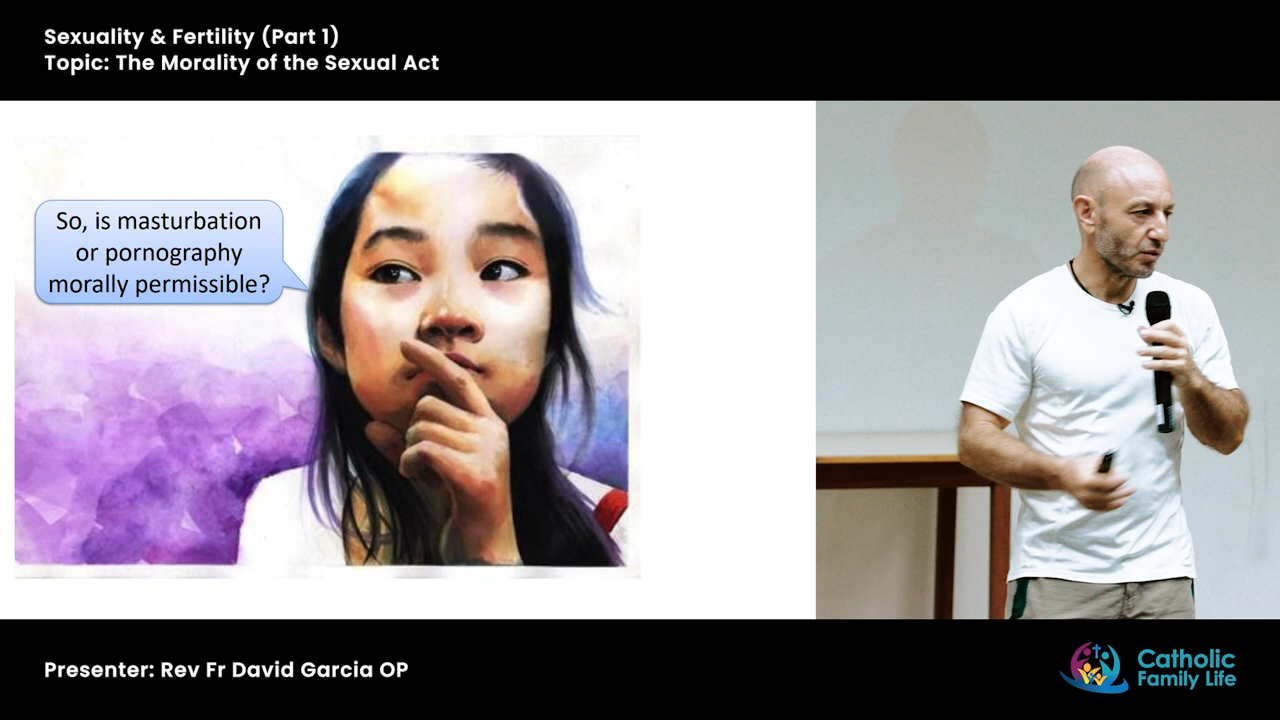 Sexuality & Fertility (Part 1)
Topic: The Morality of the Sexual Act
So, is masturbation
or pornography
morally permissible?
Presenter: Rev Fr David Garcia OP
Catholic
Family Life